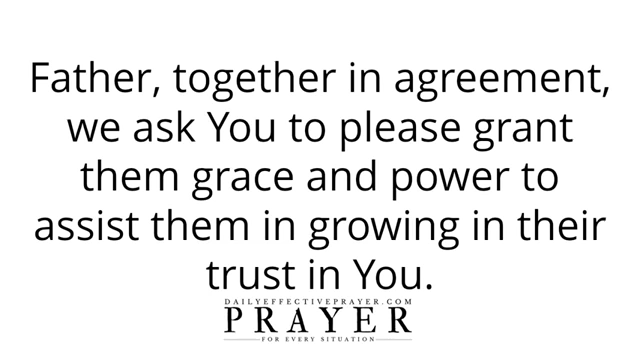 Father, together in agreement,
we ask You to please grant
them grace and power to
assist them in growing in their
trust in You.
DAILYEFFECTIVEPRAYER.COM
PRAYER
FOR EVERY SITUATION